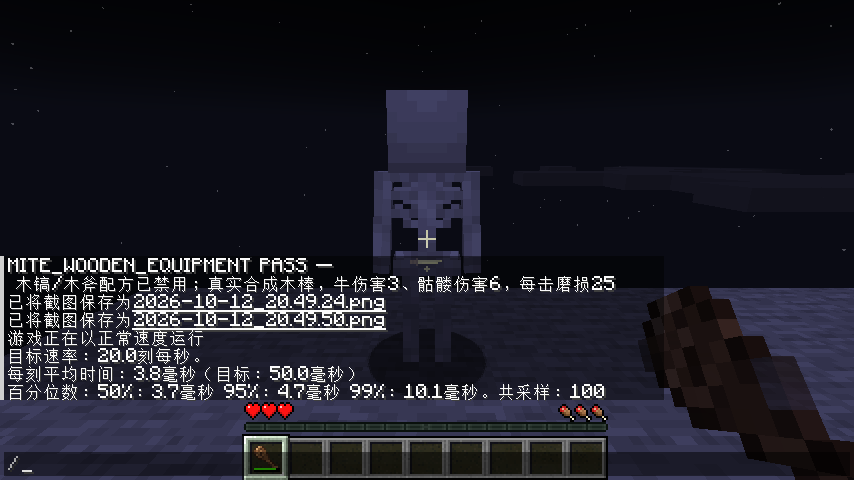 MITE_WOODEN_EQUIPMENT PASS —
木镐/木斧配方已禁用；真实合成木棒，牛伤害3、骷髅伤害6，每击磨损25
已将截图保存为2026-10-12_20.49.24.png
已将截图保存为2026-10-12_20.49.50.png
游戏正在以正常速度运行
目标速率：20.0刻每秒。
每刻平均时间：3.8毫秒（目标：50.0毫秒）
百分位数：50%：3.7毫秒 95%：4.7毫秒 99%：10.1毫秒。共采样：100
/_